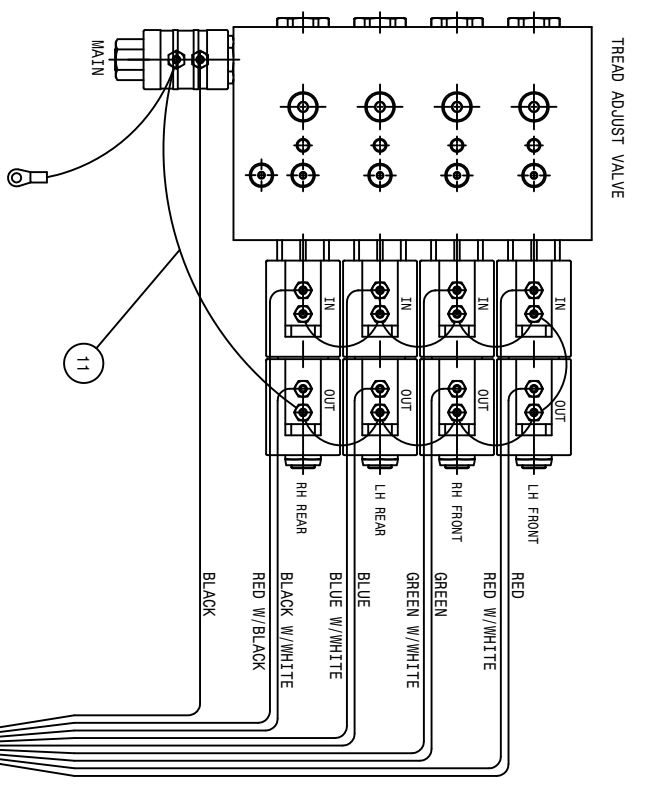 TREAD ADJUST VALVE
MAIN
11
IN
IN
IN
IN
OUT
OUT
OUT
OUT
LH FRONT
RH FRONT
LH REAR
RH REAR
RED
RED W/WHITE
GREEN
GREEN W/WHITE
BLUE
BLUE W/WHITE
BLACK W/WHITE
RED W/BLACK
BLACK